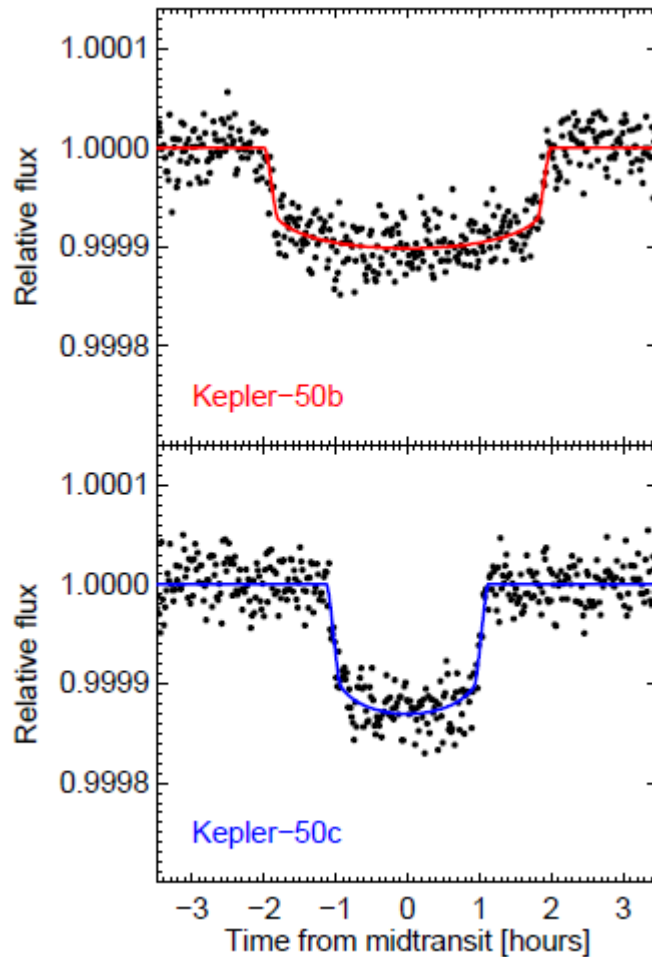 1.0001
1.0000
0.9999
0.9998
Relative flux
Kepler−50b
1.0001
1.0000
0.9999
0.9998
Relative flux
Kepler−50c
−3 −2 −1 0 1 2 3
Time from midtransit [hours]